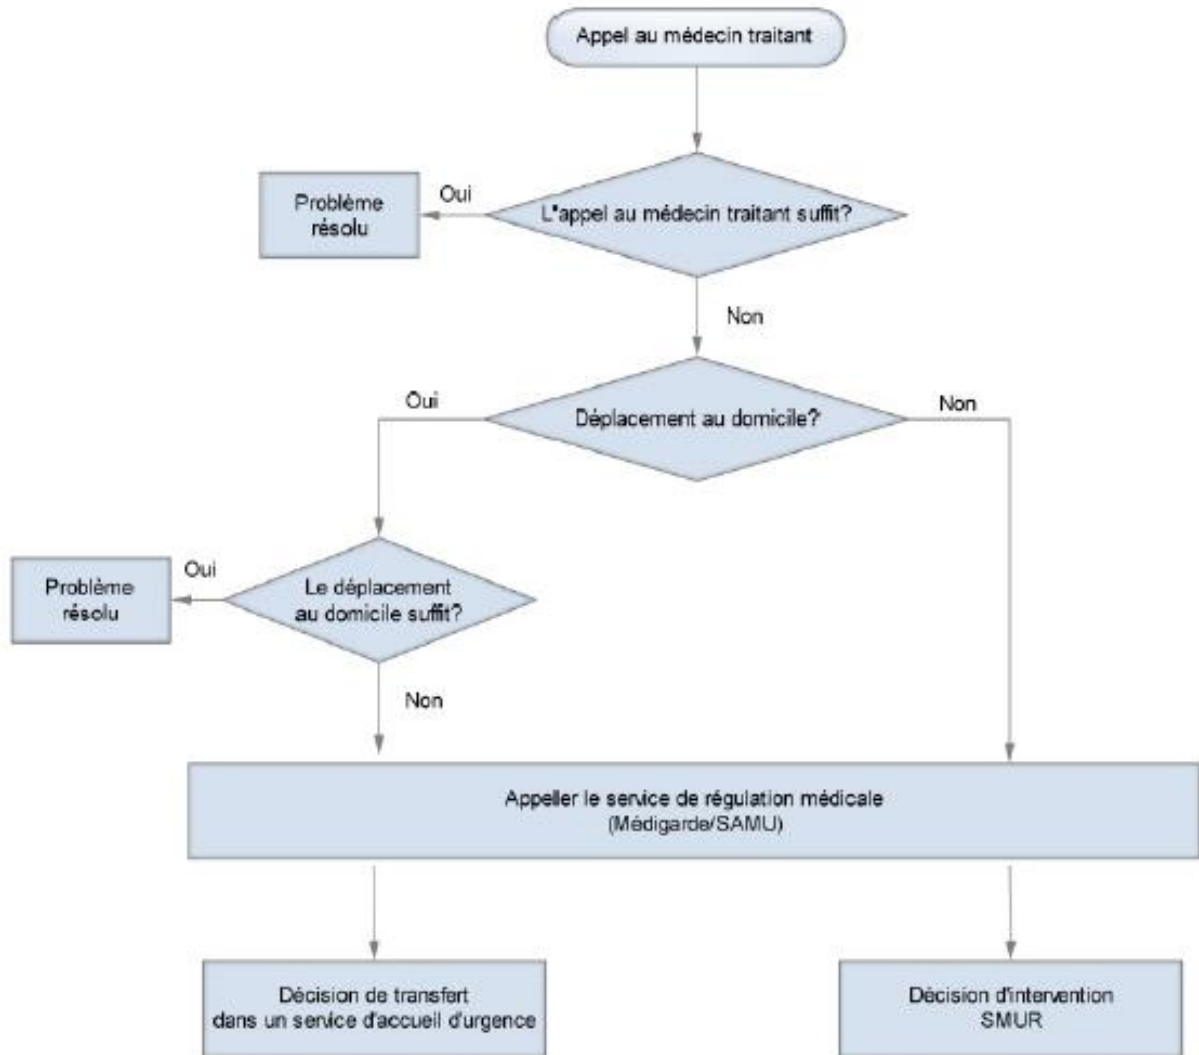 Appel au médecin traitant
L"appel au médecin traitant suffit?
Oui
Problème
résolu
Non
Déplacement au domicile?
Oui
Non
Le déplacement
au domicile suffit?
Oui
Problème
résolu
Non
Appeller le service de régulation médicale
(Médigarde/SAMU)
Décision de transfert
dans un service d'accueil d'urgence
Décision d'intervention
SMUR